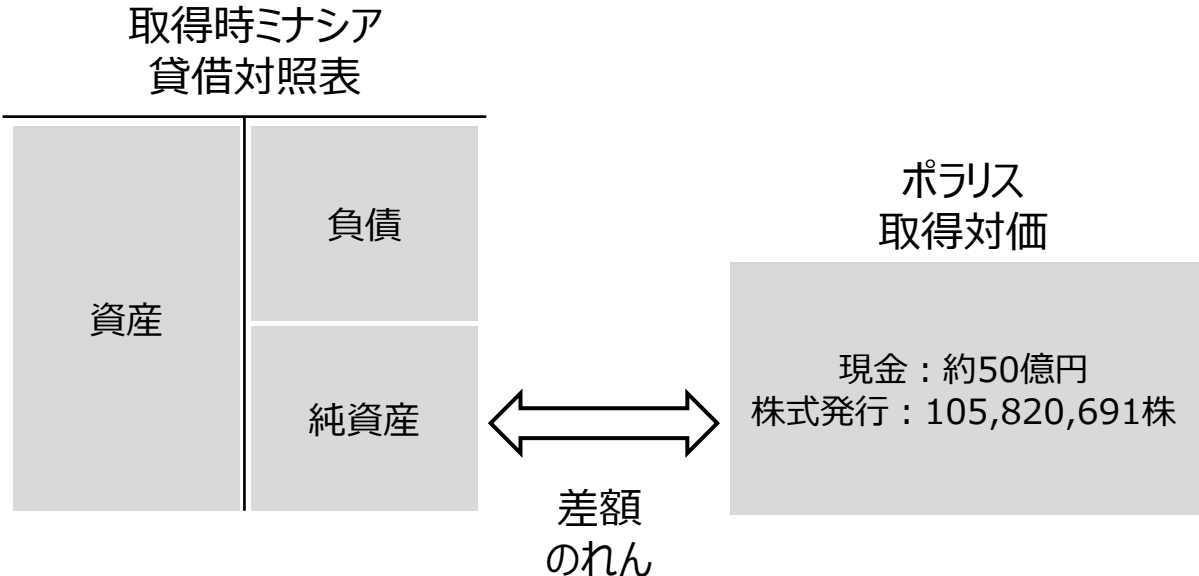 取得時ミナシア
貸借対照表
資産
負債
純資産
差額
のれん
ポラリス
取得対価
現金：約50億円
株式発行：105,820,691株